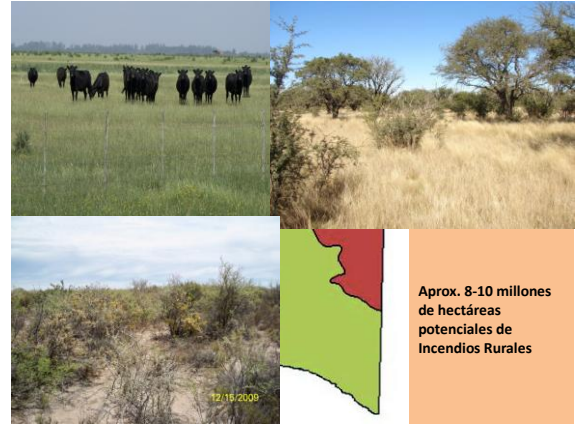 12/15/2009
Aprox. 8-10 millones
de hectáreas
potenciales de
Incendios Rurales